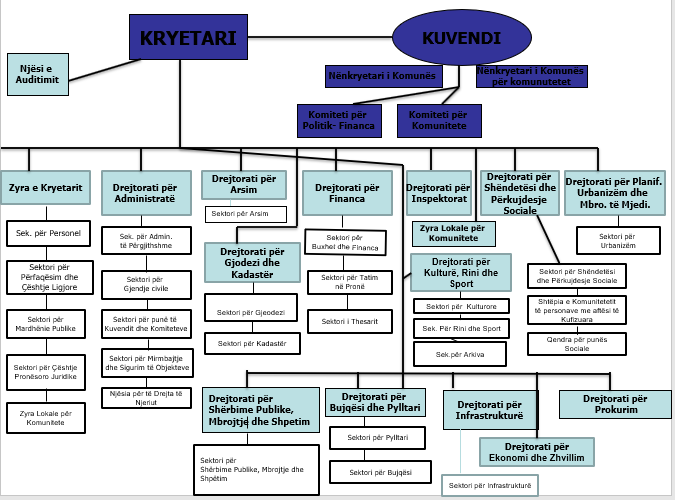 KRYETARI
KUVENDI
Njësi e
Auditimit
Nënkryetari i Komunës
Nënkryetari i Komunës
për komunutetet
Komiteti për
Politik- Financa
Komiteti për
Komunitete
Zyra e Kryetarit
Sek. për Personel
Sektori për
Përfaqësim dhe
Çështje Ligjore
Sektori për
Mardhënie Publike
Sektori për Çështje
Pronësoro Juridike
Zyra Lokale për
Komunitete
Drejtorati për
Administratë
Sek. për Admin.
të Përgjithshme
Sektori për
Gjendje civile
Sektori për punë të
Kuvendit dhe Komiteteve
Sektori për Mirmbajtje
dhe Sigurim të Objekteve
Njësia për të Drejta të
Njeriut
Drejtorati për
Arsim
Sektori për Arsim
Drejtorati për
Gjodezi dhe
Kadastër
Sektori për Gjeodezi
Sektori për Kadastër
Drejtorati për
Financa
Sektori për
Buxhet dhe Financa
Sektori për Tatim
në Pronë
Sektori i Thesarit
Drejtorati për
Inspektorat
Zyra Lokale për
Komunitete
Drejtorati për
Kulturë, Rini dhe
Sport
Sektori për Kulturore
Sek. Për Rini dhe Sport
Sek.për Arkiva
Drejtorati për
Shëndetësi dhe
Përkujdesje
Sociale
Sektori për Shëndetësi
dhe Përkujdesje Sociale
Shtëpia e Komunitetetit
të personave me aftësi të
Kufizuara
Qendra për punës
Sociale
Drejtorati për Planif.
Urbanizëm dhe
Mbro. të Mjedi.
Sektori për
Urbanizëm
Drejtorati për
Shërbime Publike,
Mbrojtje dhe Shpetim
Sektori për
Shërbime Publike, Mbrojtje dhe
Shpëtim
Drejtorati për
Bujqësi dhe Pylltari
Sektori për Pylltari
Sektori për Bujqësi
Drejtorati për
Infrastrukturë
Sektori për Infrastrukturë
Drejtorati për
Ekonomi dhe Zhvillim
Drejtorati për
Prokurim